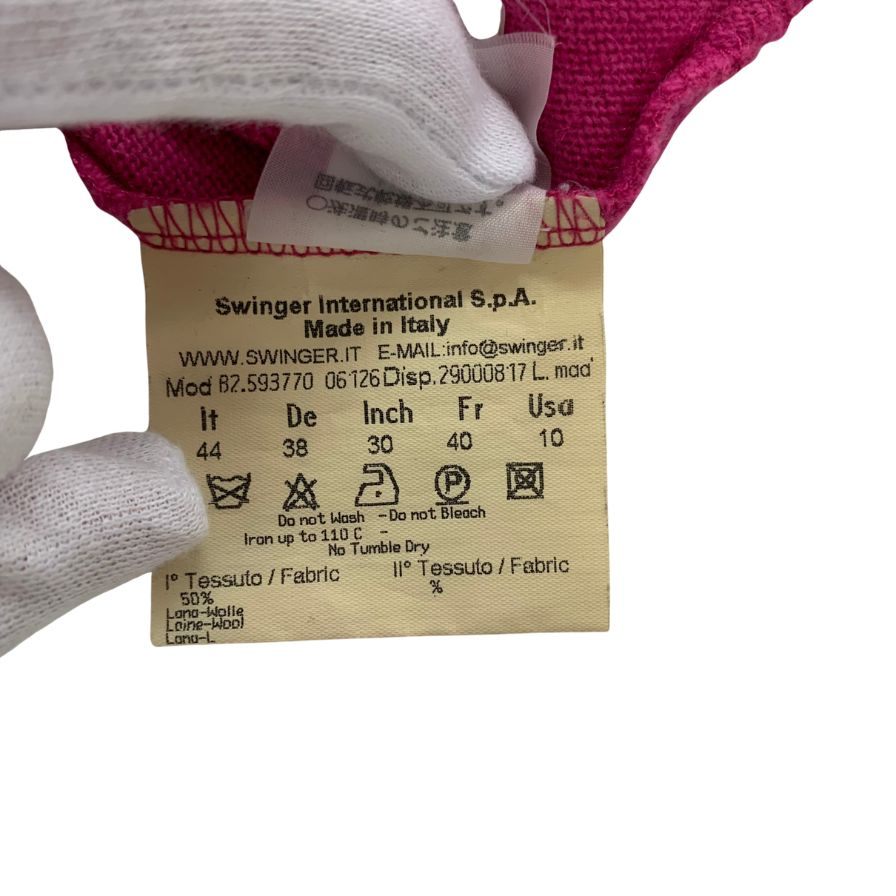 Swinger International S.p.A.
Made in Italy
WWW.SWINGER.IT E-MAIL:info@swinger.it
Mod B2.593770 06126 Disp.29000817 L. mad
It De Inch Fr Usa
44 38 30 40 10
P
Do not Wash - Do not Bleach
Iron up to 110 C -
No Tumble Dry
I° Tessuto / Fabric II° Tessuto / Fabric
50% %
Lana-Wolle
Laine-Wool
Lana-L